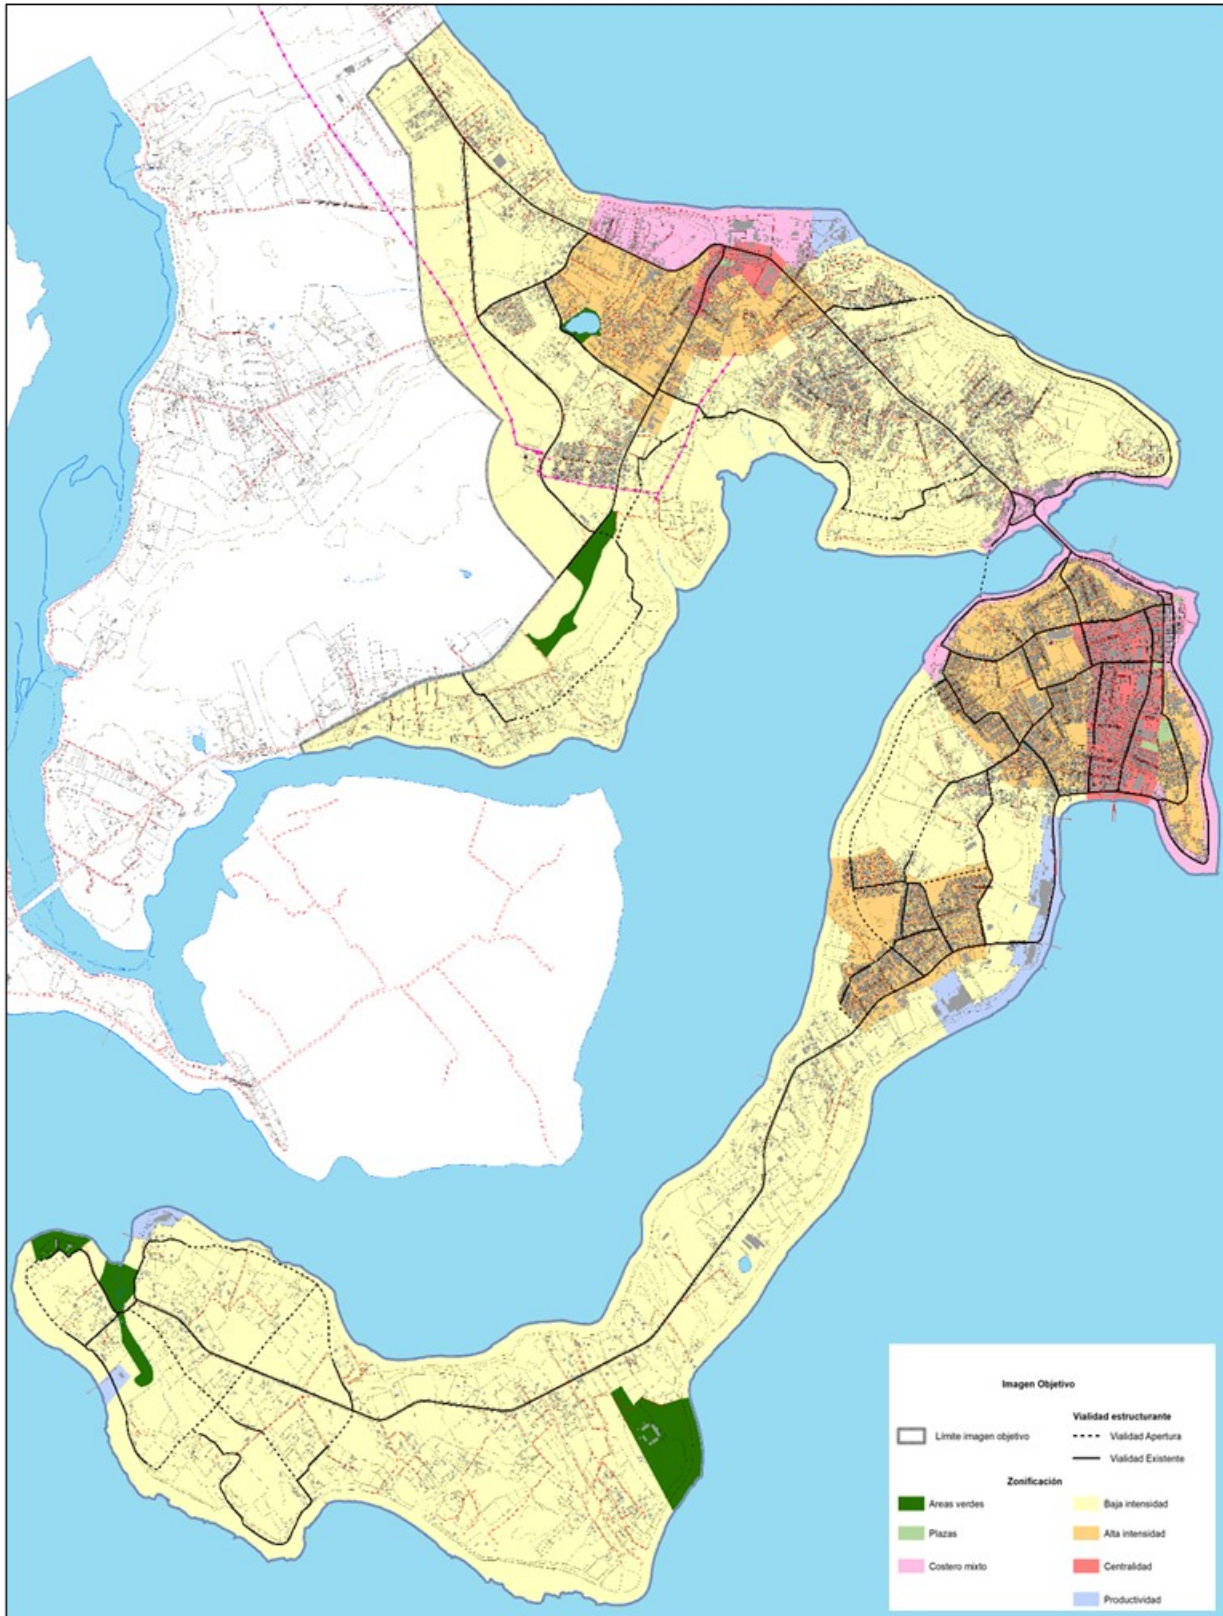 Imagen Objetivo
Límite imagen objetivo
Vialidad estructurante
Vialidad Apertura
Vialidad Existente
Zonificación
Areas verdes
Plazas
Costero mixto
Baja intensidad
Alta intensidad
Centralidad
Productividad